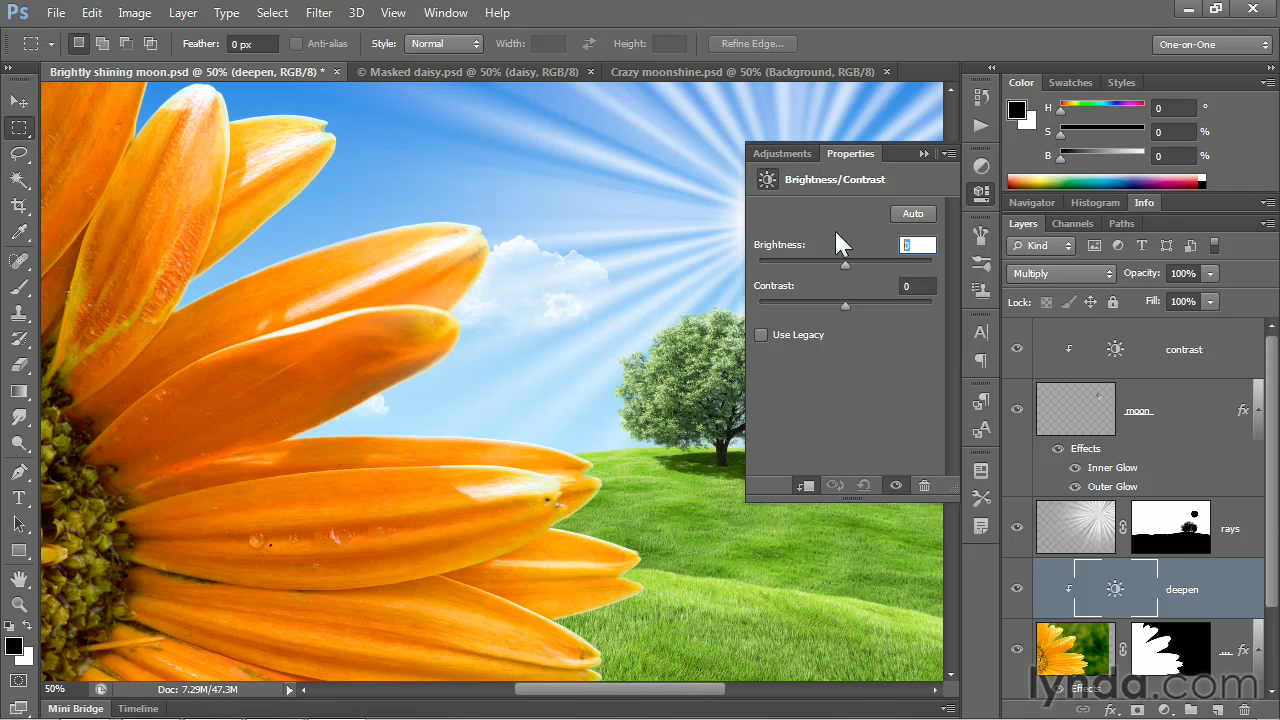 Ps File Edit Image Layer Type Select Filter 3D View Window Help
Feather: 0 px Anti-alias Style: Normal Width: Height: Refine Edge... One-on-One
Brightly shining moon.psd @ 50% (deepen, RGB/8) * × © Masked daisy.psd @ 50% (daisy, RGB/8) × Crazy moonshine.psd @ 50% (Background, RGB/8) ×
Color Swatches Styles
H 0 °
S 0 %
B 0 %
Adjustments Properties
Brightness/Contrast
Auto
Brightness: 0
Contrast: 0
Use Legacy
Navigator Histogram Info
Layers Channels Paths
Kind
Multiply Opacity: 100%
Lock: Fill: 100%
contrast
moon fx
Effects
Inner Glow
Outer Glow
rays
deepen
... fx
Effects
lynda.com
50% Doc: 7.29M/47.3M
Mini Bridge Timeline